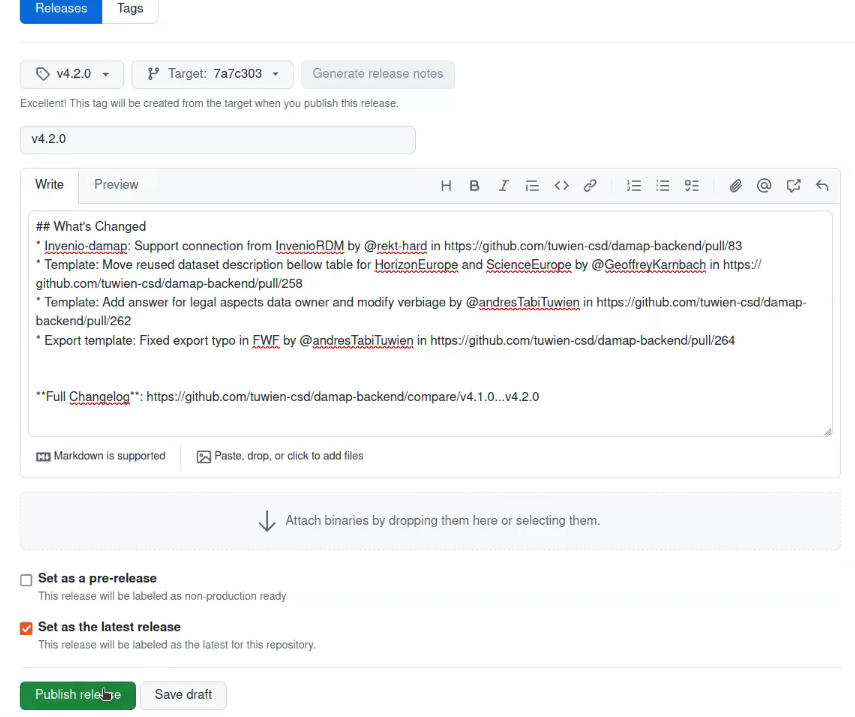 Releases Tags
v4.2.0 Target: 7a7c303 Generate release notes
Excellent! This tag will be created from the target when you publish this release.
v4.2.0
Write Preview
## What's Changed
* Invenio-damap: Support connection from InvenioRDM by @rekt-hard in https://github.com/tuwien-csd/damap-backend/pull/83
* Template: Move reused dataset description bellow table for HorizonEurope and ScienceEurope by @GeoffreyKarnbach in https://
github.com/tuwien-csd/damap-backend/pull/258
* Template: Add answer for legal aspects data owner and modify verbiage by @andresTabiTuwien in https://github.com/tuwien-csd/damap-
backend/pull/262
* Export template: Fixed export typo in FWF by @andresTabiTuwien in https://github.com/tuwien-csd/damap-backend/pull/264
**Full Changelog**: https://github.com/tuwien-csd/damap-backend/compare/v4.1.0...v4.2.0
Markdown is supported Paste, drop, or click to add files
Attach binaries by dropping them here or selecting them.
Set as a pre-release
This release will be labeled as non-production ready
Set as the latest release
This release will be labeled as the latest for this repository.
Publish release Save draft